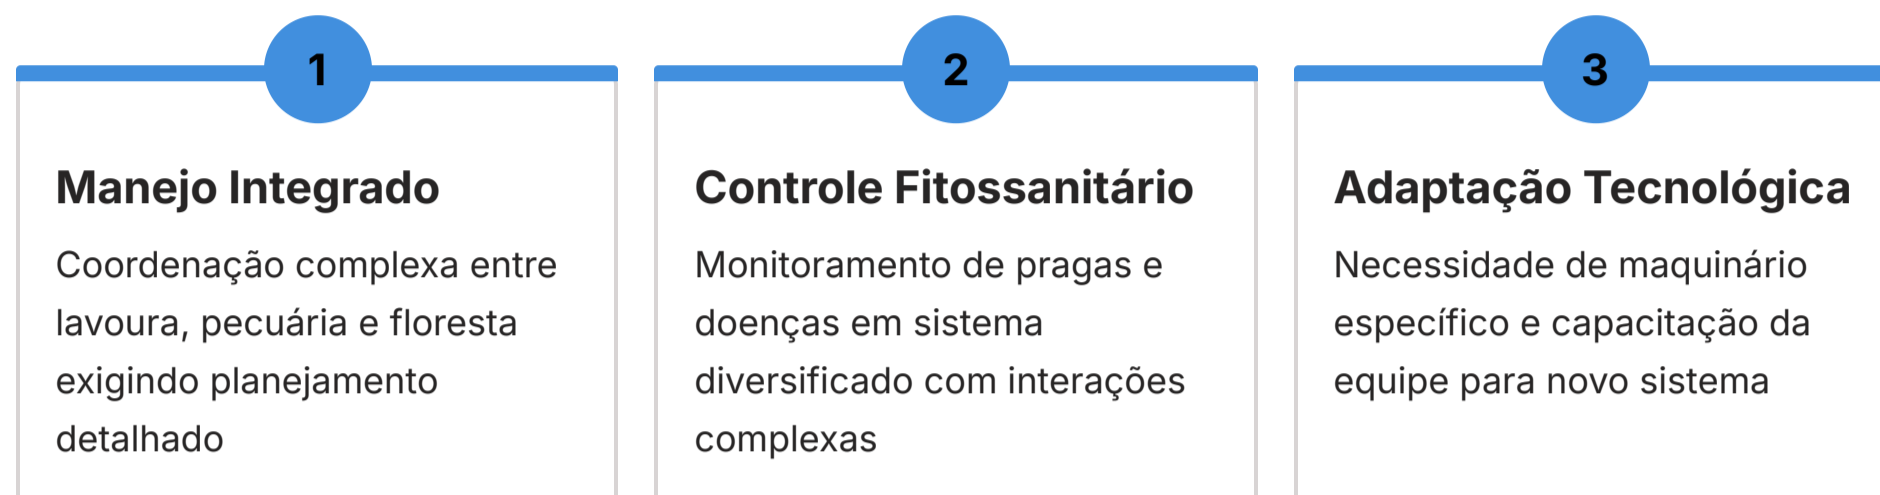 1
Manejo Integrado
Coordenação complexa entre
lavoura, pecuária e floresta
exigindo planejamento
detalhado
2
Controle Fitossanitário
Monitoramento de pragas e
doenças em sistema
diversificado com interações
complexas
3
Adaptação Tecnológica
Necessidade de maquinário
específico e capacitação da
equipe para novo sistema